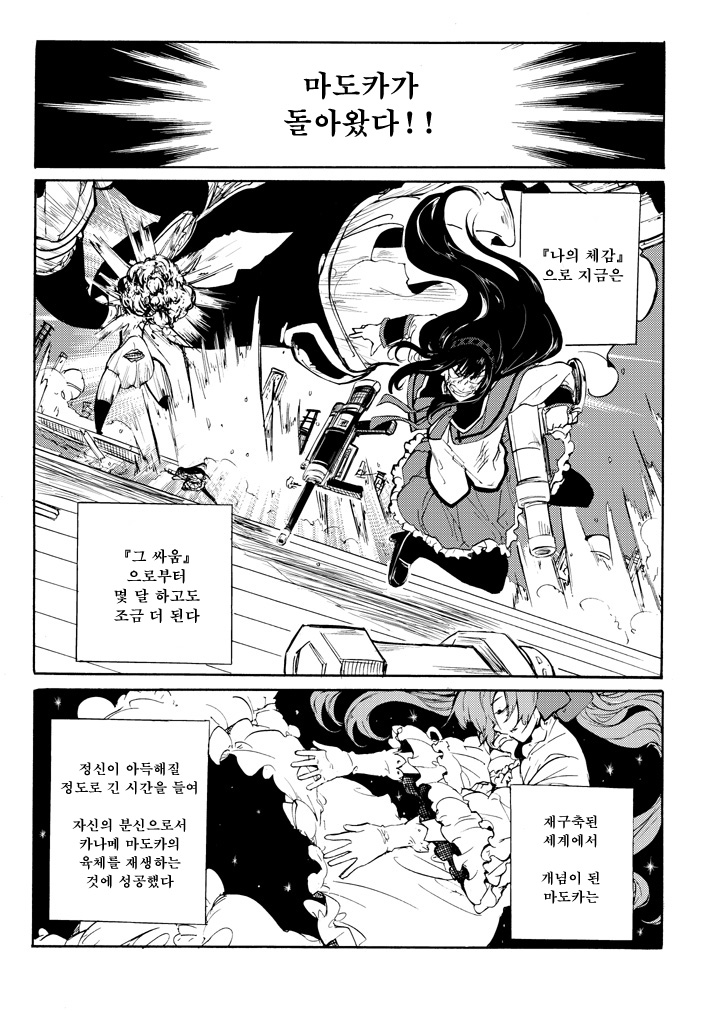 마도카가
돌아왔다!!
『나의 체감』
으로 지금은
『그 싸움』
으로부터
몇 달 하고도
조금 더 된다
재구축된
세계에서
개념이 된
마도카는
정신이 아득해질
정도로 긴 시간을 들여
자신의 분신으로서
카나메 마도카의
육체를 재생하는
것에 성공했다